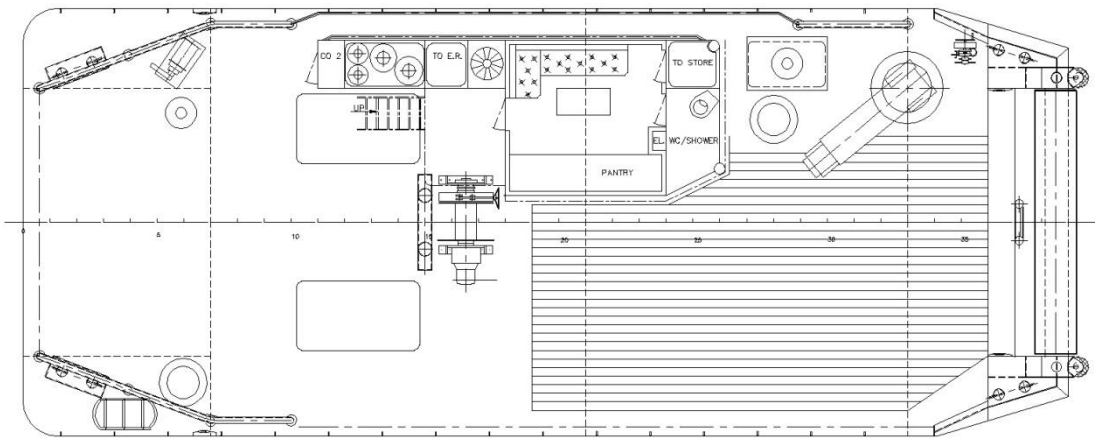 CO 2
TO E.R.
TO STORE
UP
EL.
WC/SHOWER
PANTRY
0
5
10
15
20
25
30
35